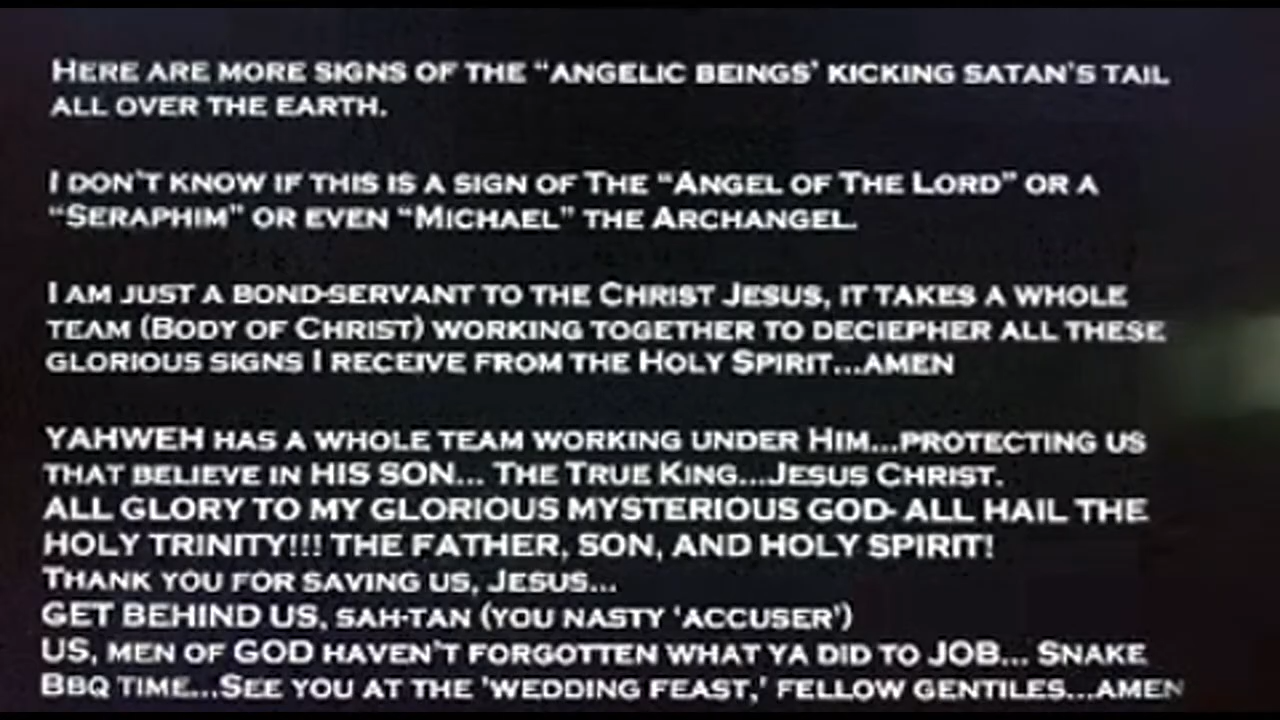 HERE ARE MORE SIGNS OF THE “ANGELIC BEINGS’ KICKING SATAN’S TAIL
ALL OVER THE EARTH.
I DON’T KNOW IF THIS IS A SIGN OF THE “ANGEL OF THE LORD” OR A
“SERAPHIM” OR EVEN “MICHAEL” THE ARCHANGEL.
I AM JUST A BOND-SERVANT TO THE CHRIST JESUS, IT TAKES A WHOLE
TEAM (BODY OF CHRIST) WORKING TOGETHER TO DECIEPHER ALL THESE
GLORIOUS SIGNS I RECEIVE FROM THE HOLY SPIRIT...AMEN
YAHWEH HAS A WHOLE TEAM WORKING UNDER HIM...PROTECTING US
THAT BELIEVE IN HIS SON... THE TRUE KING...JESUS CHRIST.
ALL GLORY TO MY GLORIOUS MYSTERIOUS GOD- ALL HAIL THE
HOLY TRINITY!!! THE FATHER, SON, AND HOLY SPIRIT!
THANK YOU FOR SAVING US, JESUS...
GET BEHIND US, SAH-TAN (YOU NASTY ‘ACCUSER’)
US, MEN OF GOD HAVEN’T FORGOTTEN WHAT YA DID TO JOB... SNAKE
BBQ TIME...SEE YOU AT THE 'WEDDING FEAST,' FELLOW GENTILES...AMEN